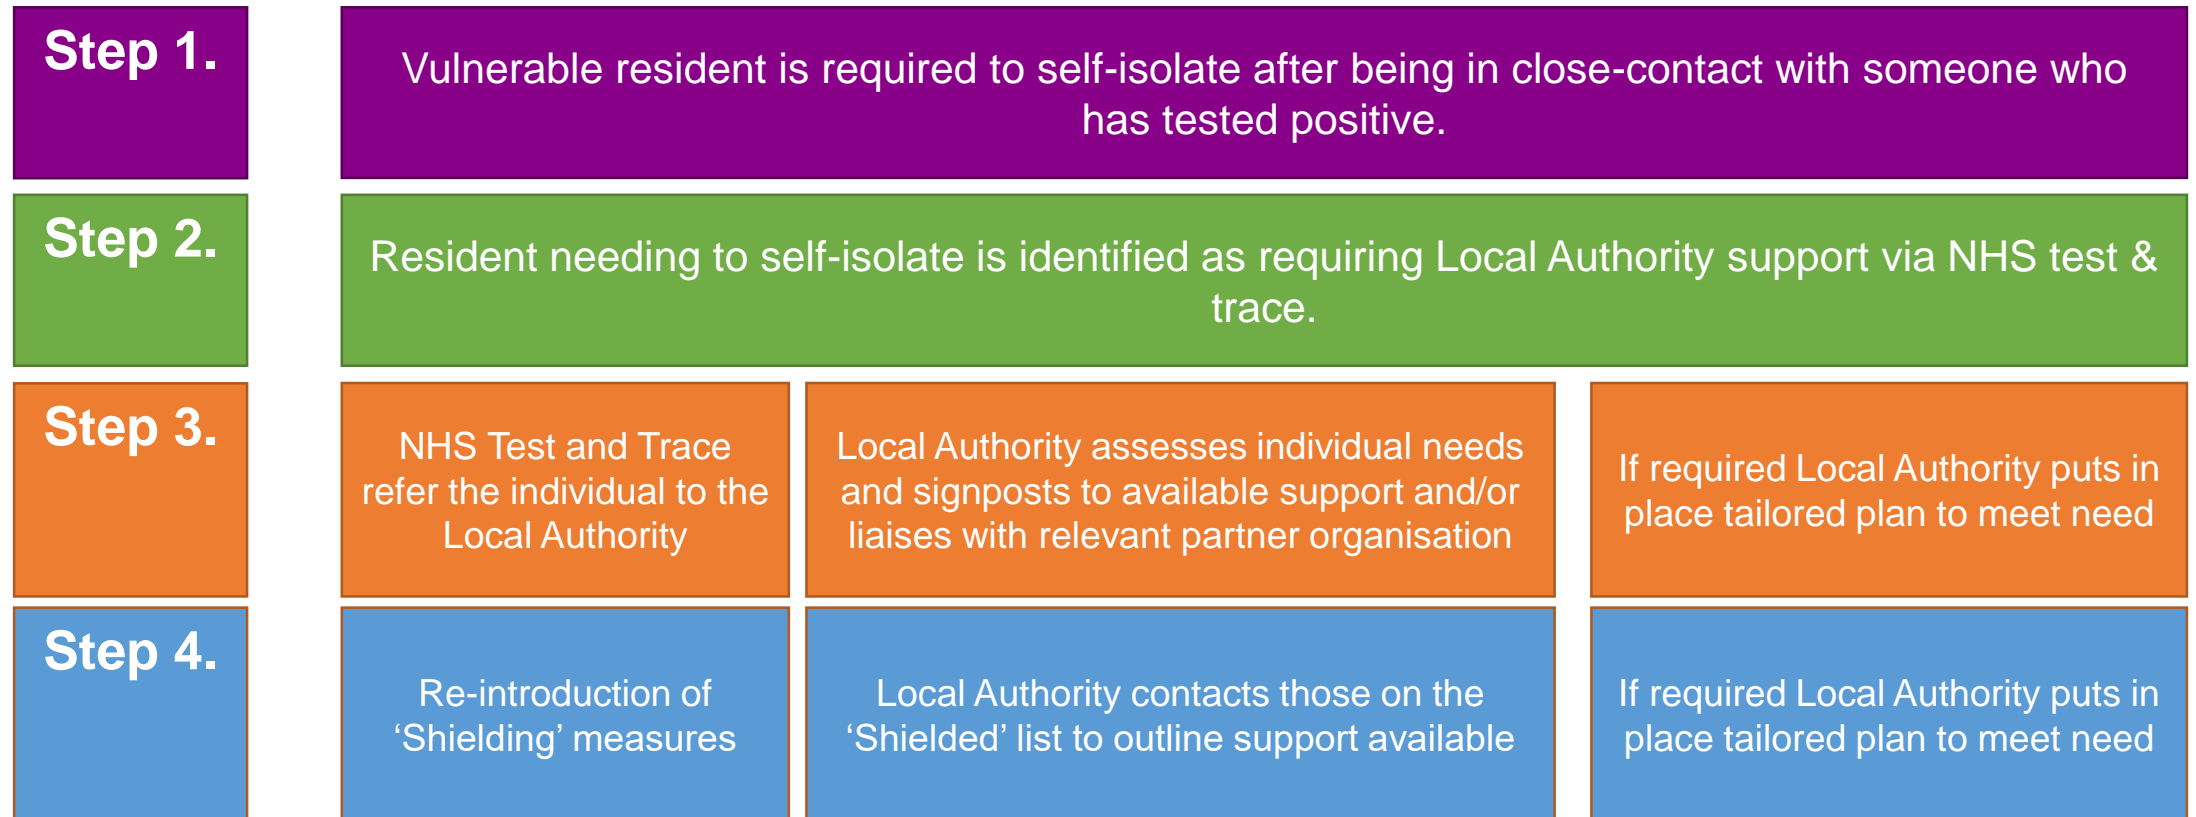 Step 1.
Vulnerable resident is required to self-isolate after being in close-contact with someone who
has tested positive.
Step 2.
Resident needing to self-isolate is identified as requiring Local Authority support via NHS test &
trace.
Step 3.
NHS Test and Trace
refer the individual to the
Local Authority
Local Authority assesses individual needs
and signposts to available support and/or
liaises with relevant partner organisation
If required Local Authority puts in
place tailored plan to meet need
Step 4.
Re-introduction of
‘Shielding’ measures
Local Authority contacts those on the
‘Shielded’ list to outline support available
If required Local Authority puts in
place tailored plan to meet need